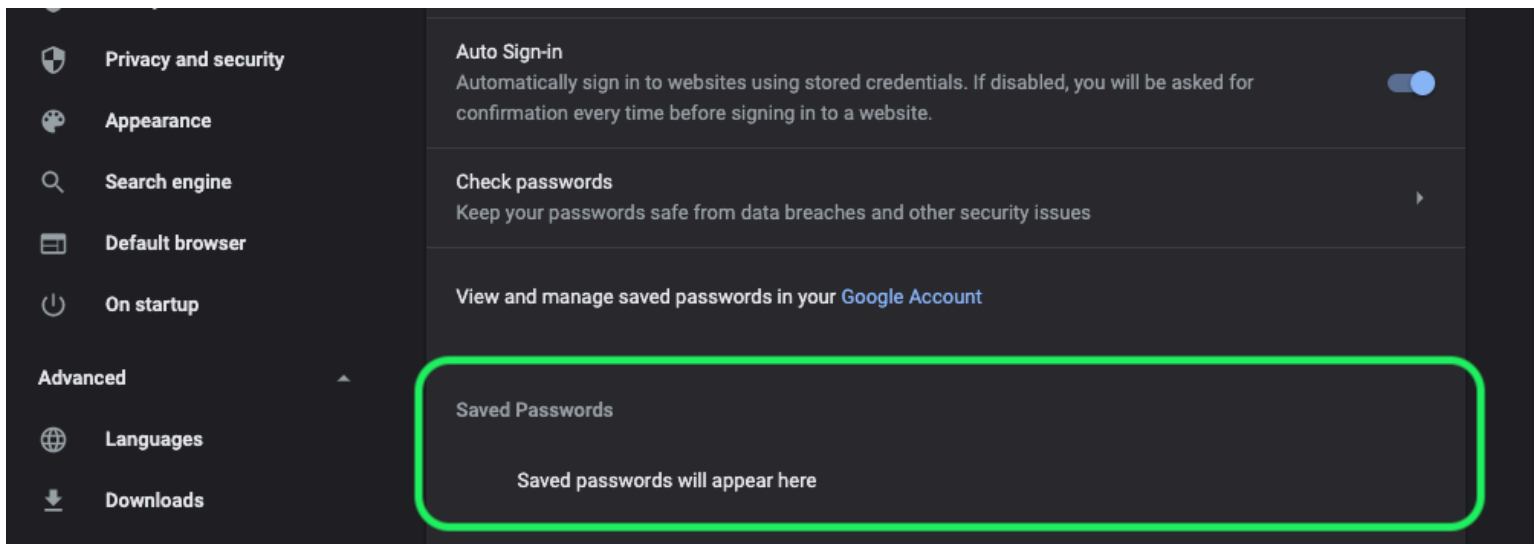 Privacy and security
Appearance
Search engine
Default browser
On startup
Advanced
Languages
Downloads
Auto Sign-in
Automatically sign in to websites using stored credentials. If disabled, you will be asked for
confirmation every time before signing in to a website.
Check passwords
Keep your passwords safe from data breaches and other security issues
View and manage saved passwords in your Google Account
Saved Passwords
Saved passwords will appear here